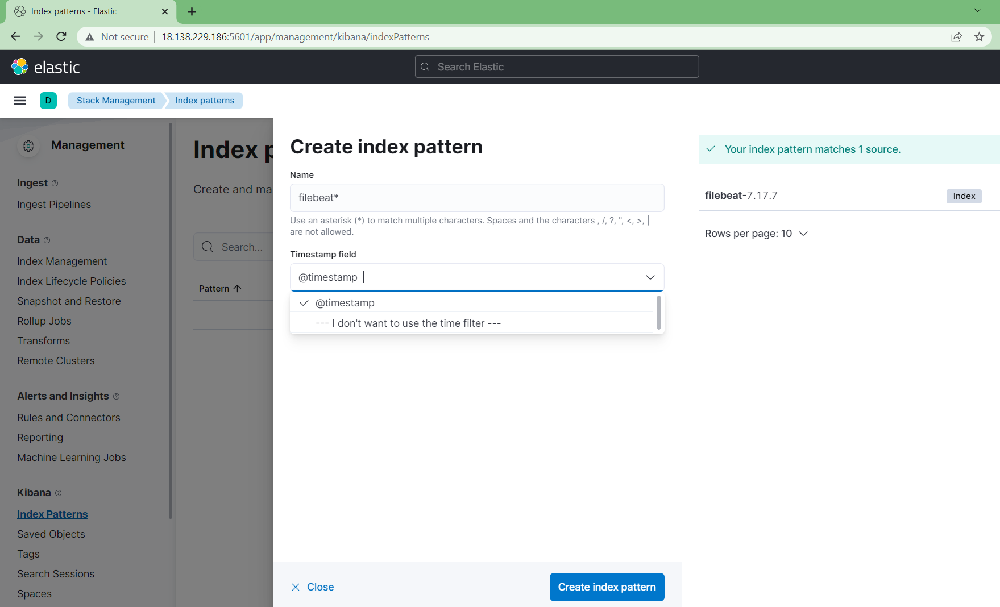 Index patterns - Elastic
Not secure | 18.138.229.186:5601/app/management/kibana/indexPatterns
elastic
Search Elastic
D
Stack Management
Index patterns
Management
Ingest
Ingest Pipelines
Data
Index Management
Index Lifecycle Policies
Snapshot and Restore
Rollup Jobs
Transforms
Remote Clusters
Alerts and Insights
Rules and Connectors
Reporting
Machine Learning Jobs
Kibana
Index Patterns
Saved Objects
Tags
Search Sessions
Spaces
Index p
Create and ma
Search...
Pattern
Create index pattern
Name
filebeat*
Use an asterisk (*) to match multiple characters. Spaces and the characters , /, ?, ", <, >, |
are not allowed.
Timestamp field
@timestamp
@timestamp
--- I don't want to use the time filter ---
Close
Create index pattern
Your index pattern matches 1 source.
filebeat-7.17.7
Index
Rows per page: 10